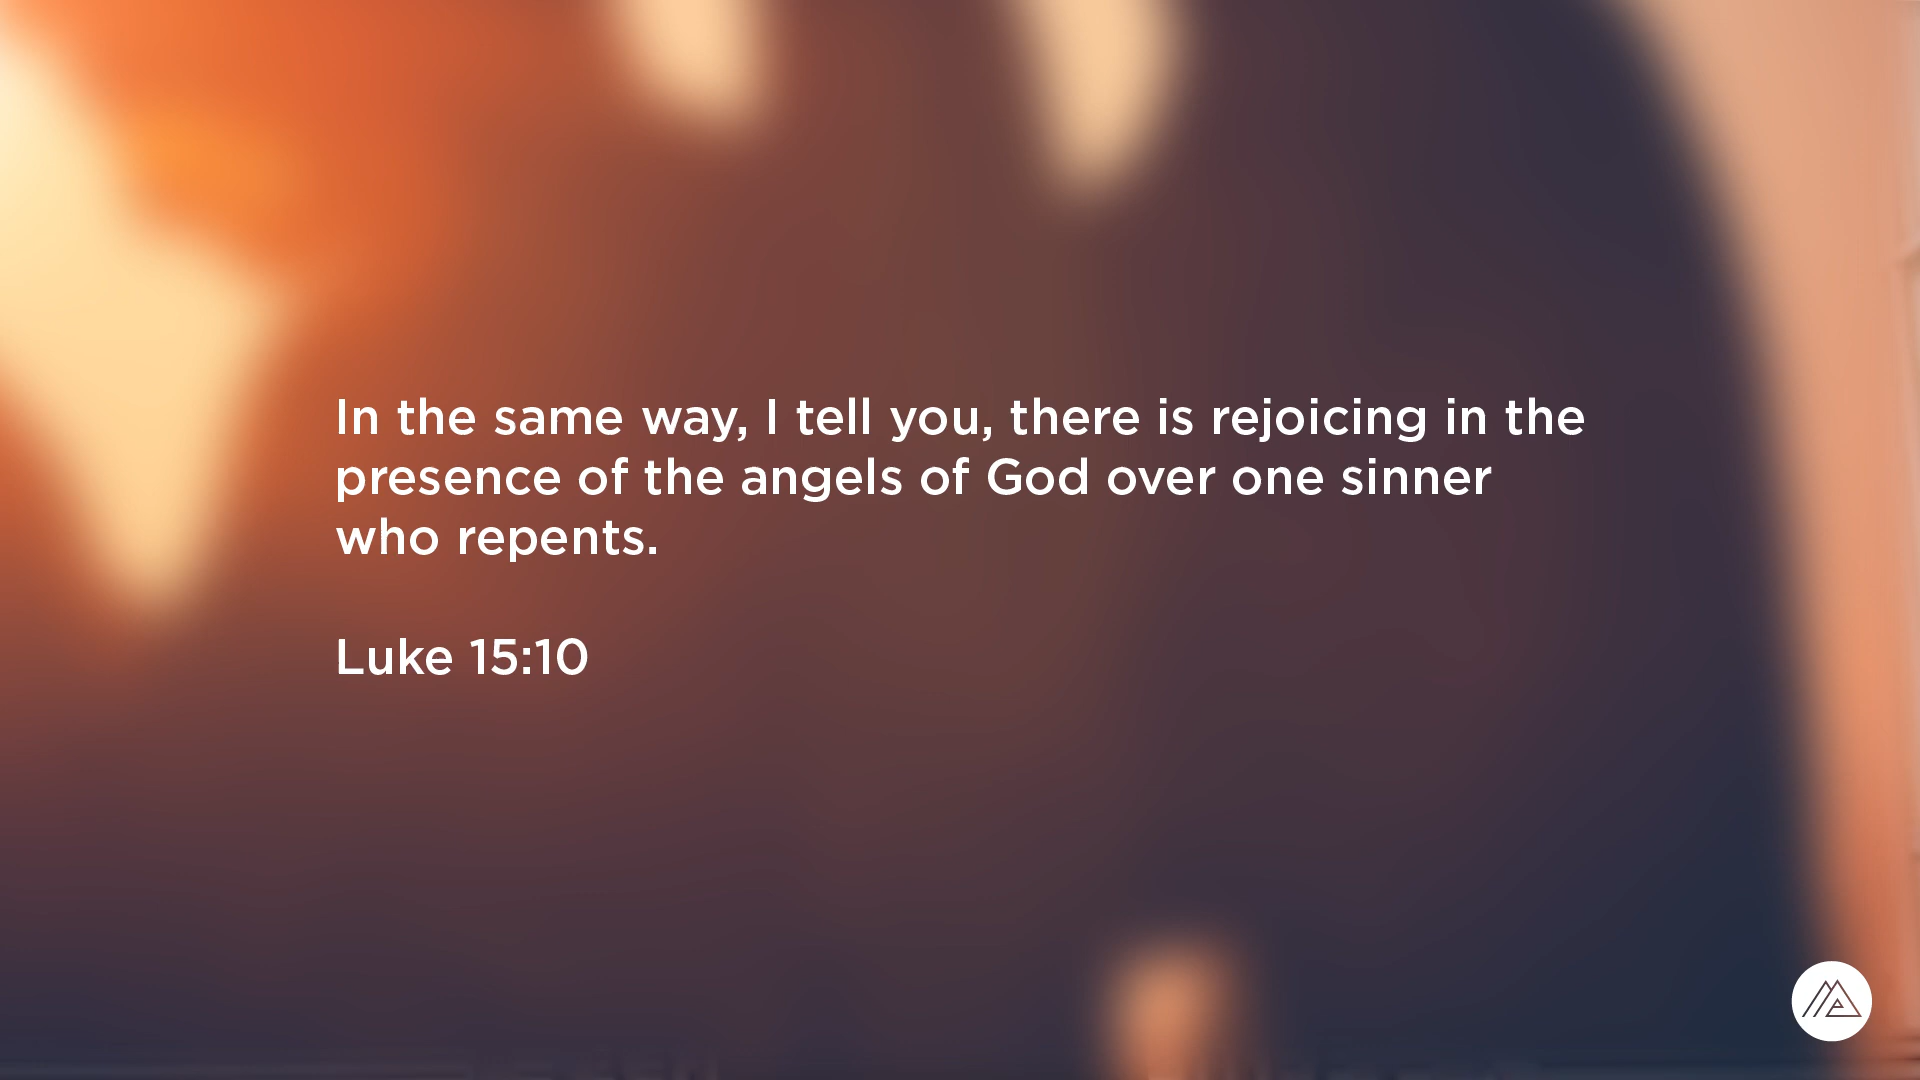 In the same way, I tell you, there is rejoicing in the
presence of the angels of God over one sinner
who repents.
Luke 15:10